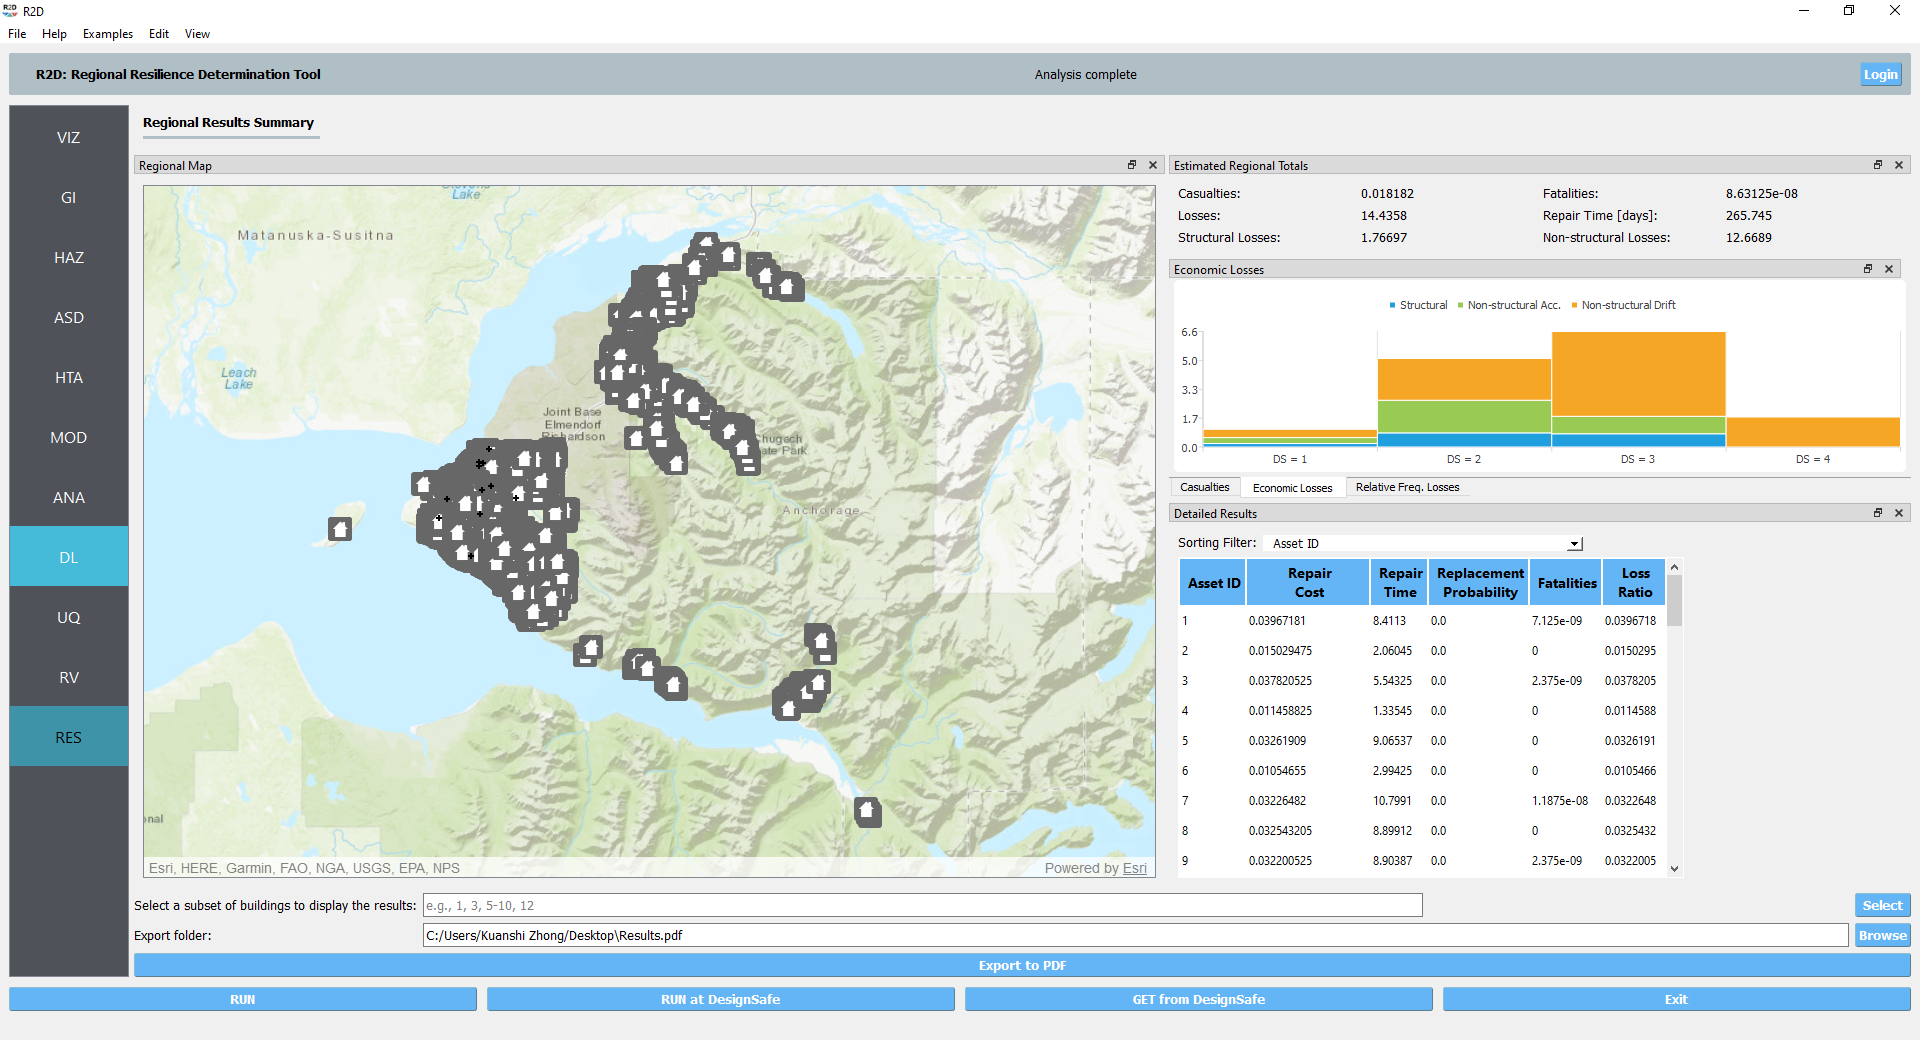 R2D
File Help Examples Edit View
R2D: Regional Resilience Determination Tool
Analysis complete
Login
VIZ
GI
HAZ
ASD
HTA
MOD
ANA
DL
UQ
RV
RES
Regional Results Summary
Regional Map
Lake
Matanuska-Susitna
Leach
Lake
Joint Base
Elmendorf
Richardson
Chugach
State Park
Anchorage
Esri, HERE, Garmin, FAO, NGA, USGS, EPA, NPS
Powered by Esri
Estimated Regional Totals
Casualties: 0.018182 Fatalities: 8.63125e-08
Losses: 14.4358 Repair Time [days]: 265.745
Structural Losses: 1.76697 Non-structural Losses: 12.6689
Economic Losses
Structural Non-structural Acc. Non-structural Drift
6.6
5.0
3.3
1.7
0.0
DS = 1 DS = 2 DS = 3 DS = 4
Casualties Economic Losses Relative Freq. Losses
Detailed Results
Sorting Filter: Asset ID
Asset ID Repair Cost Repair Time Replacement Probability Fatalities Loss Ratio
1 0.03967181 8.4113 0.0 7.125e-09 0.0396718
2 0.015029475 2.06045 0.0 0 0.0150295
3 0.037820525 5.54325 0.0 2.375e-09 0.0378205
4 0.011458825 1.33545 0.0 0 0.0114588
5 0.03261909 9.06537 0.0 0 0.0326191
6 0.01054655 2.99425 0.0 0 0.0105466
7 0.03226482 10.7991 0.0 1.1875e-08 0.0322648
8 0.032543205 8.89912 0.0 0 0.0325432
9 0.032200525 8.90387 0.0 2.375e-09 0.0322005
Select a subset of buildings to display the results: e.g., 1, 3, 5-10, 12
Select
Export folder: C:/Users/Kuanshi Zhong/Desktop\Results.pdf
Browse
Export to PDF
RUN
RUN at DesignSafe
GET from DesignSafe
Exit